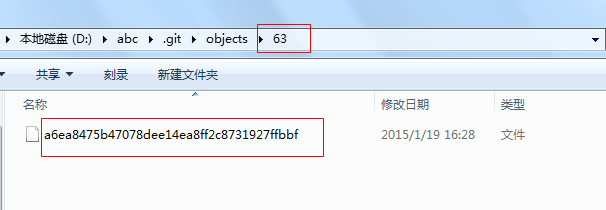 本地磁盘 (D:) abc .git objects 63
共享 刻录 新建文件夹
名称 修改日期 类型
a6ea8475b47078dee14ea8ff2c8731927ffbbf 2015/1/19 16:28 文件